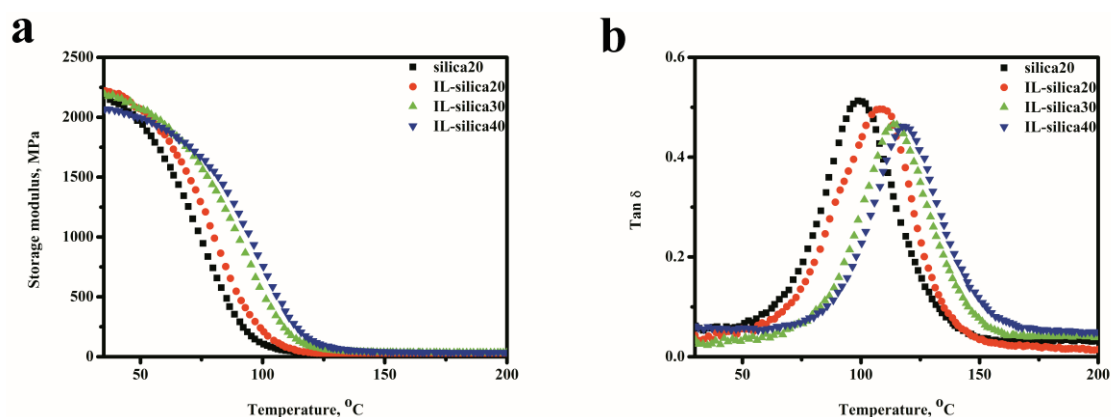 a
2500
2000
1500
1000
500
0
50
100
150
200
Storage modulus, MPa
Temperature, °C
silica20
IL-silica20
IL-silica30
IL-silica40
b
0.6
0.4
0.2
0.0
50
100
150
200
Tan δ
Temperature, °C
silica20
IL-silica20
IL-silica30
IL-silica40